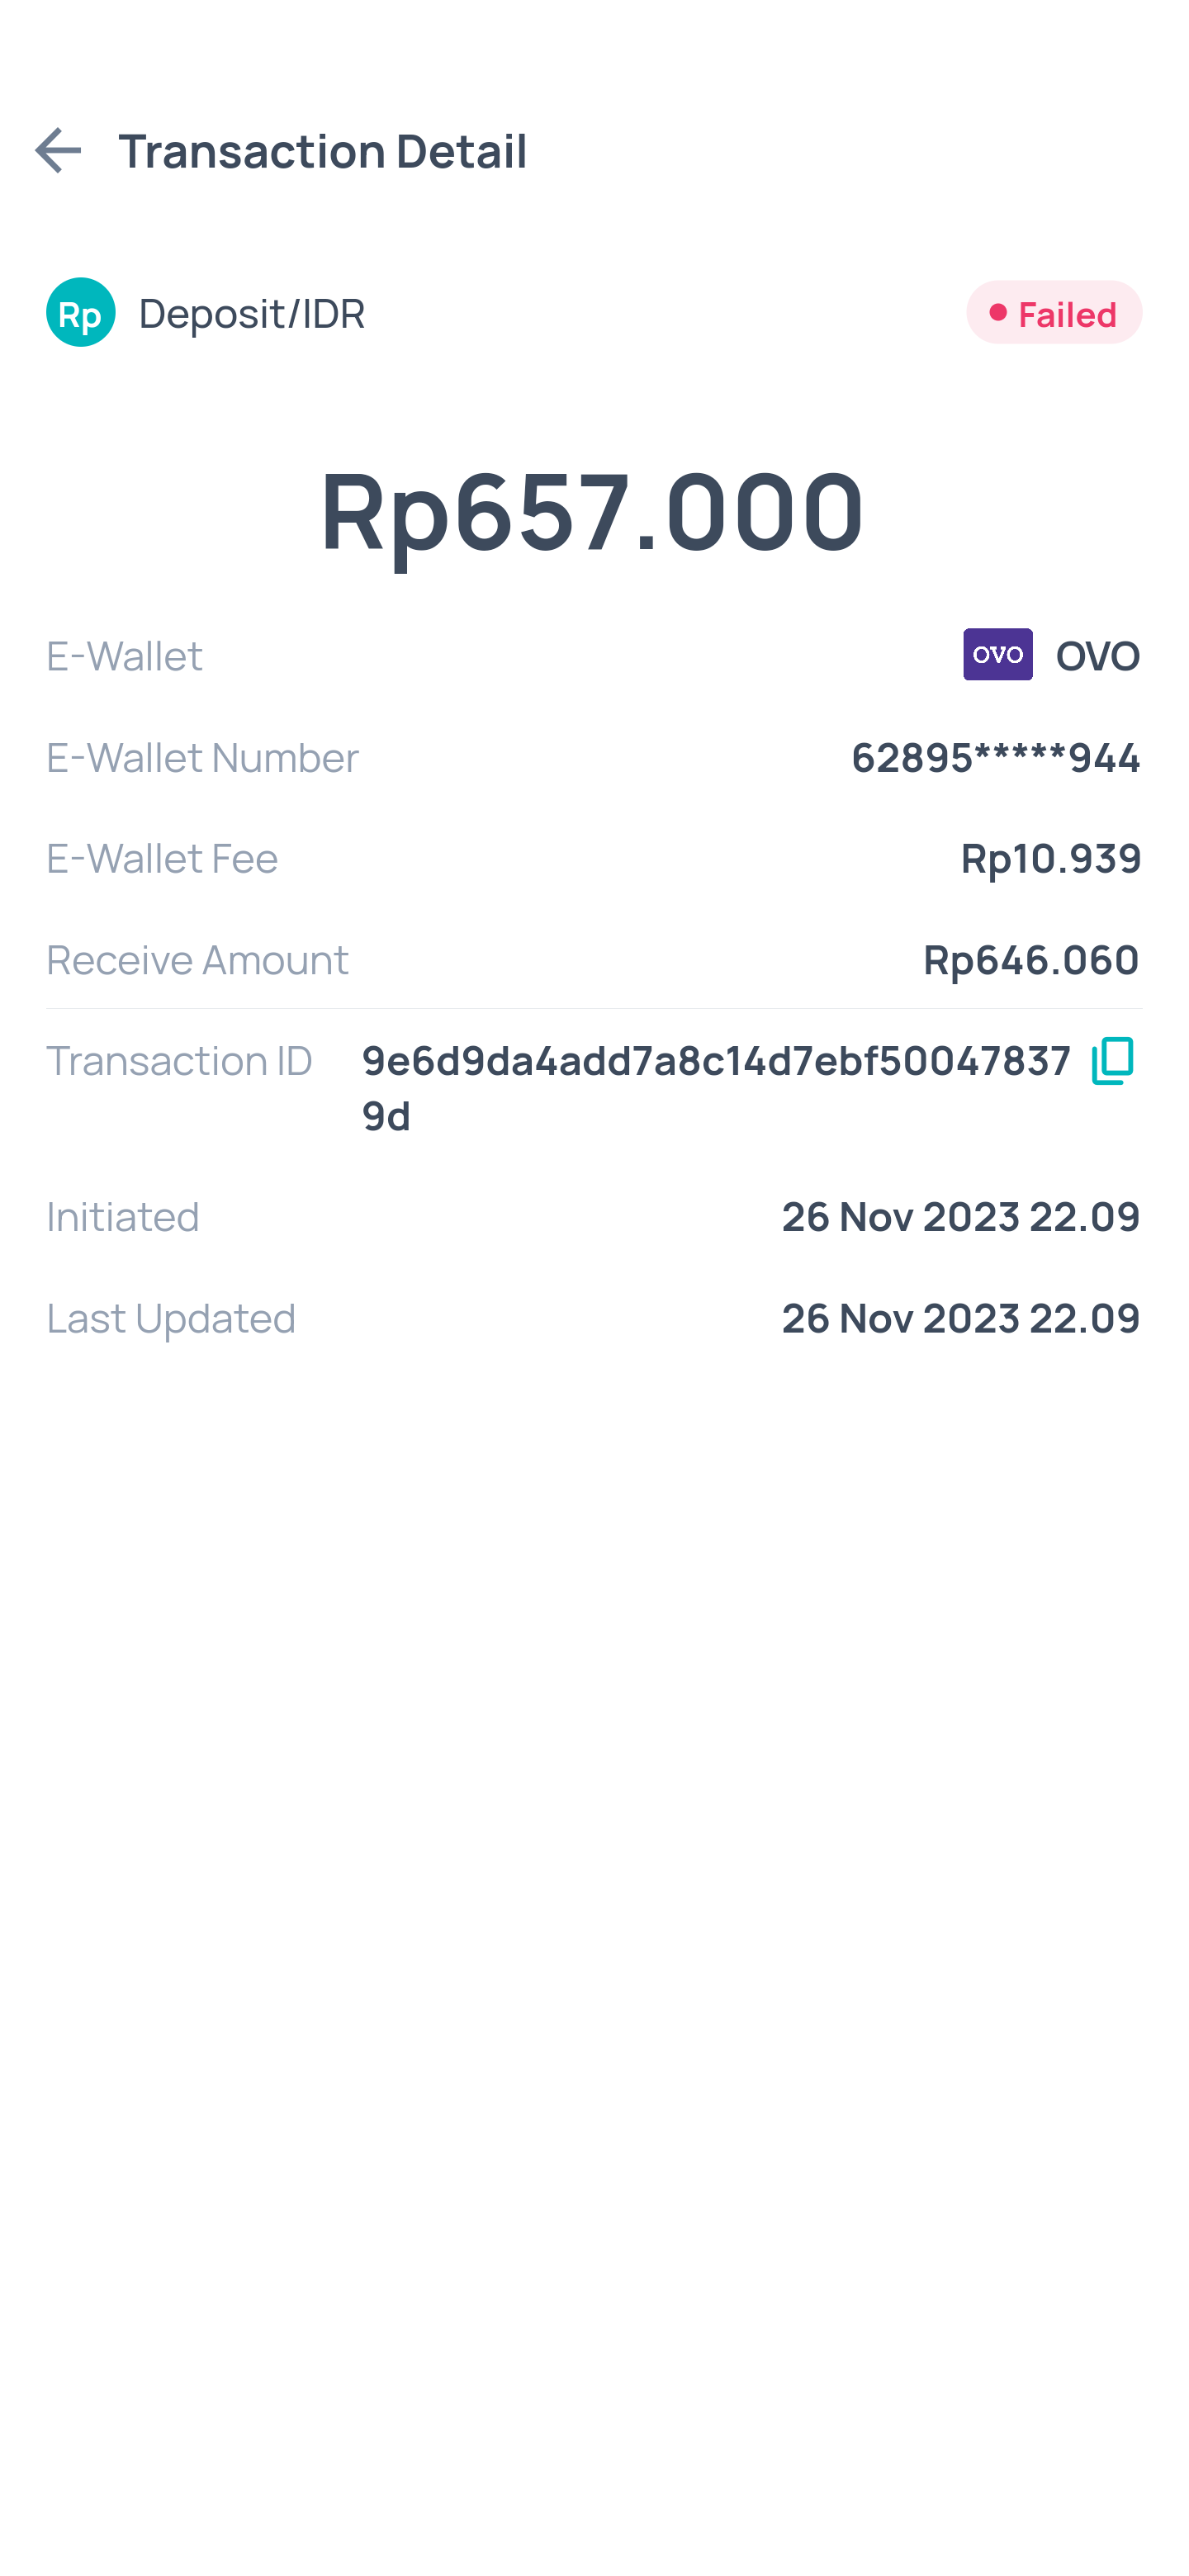 Transaction Detail
Rp Deposit/IDR Failed
Rp657.000
E-Wallet OVO OVO
E-Wallet Number 62895*****944
E-Wallet Fee Rp10.939
Receive Amount Rp646.060
Transaction ID 9e6d9da4add7a8c14d7ebf50047837
9d
Initiated 26 Nov 2023 22.09
Last Updated 26 Nov 2023 22.09